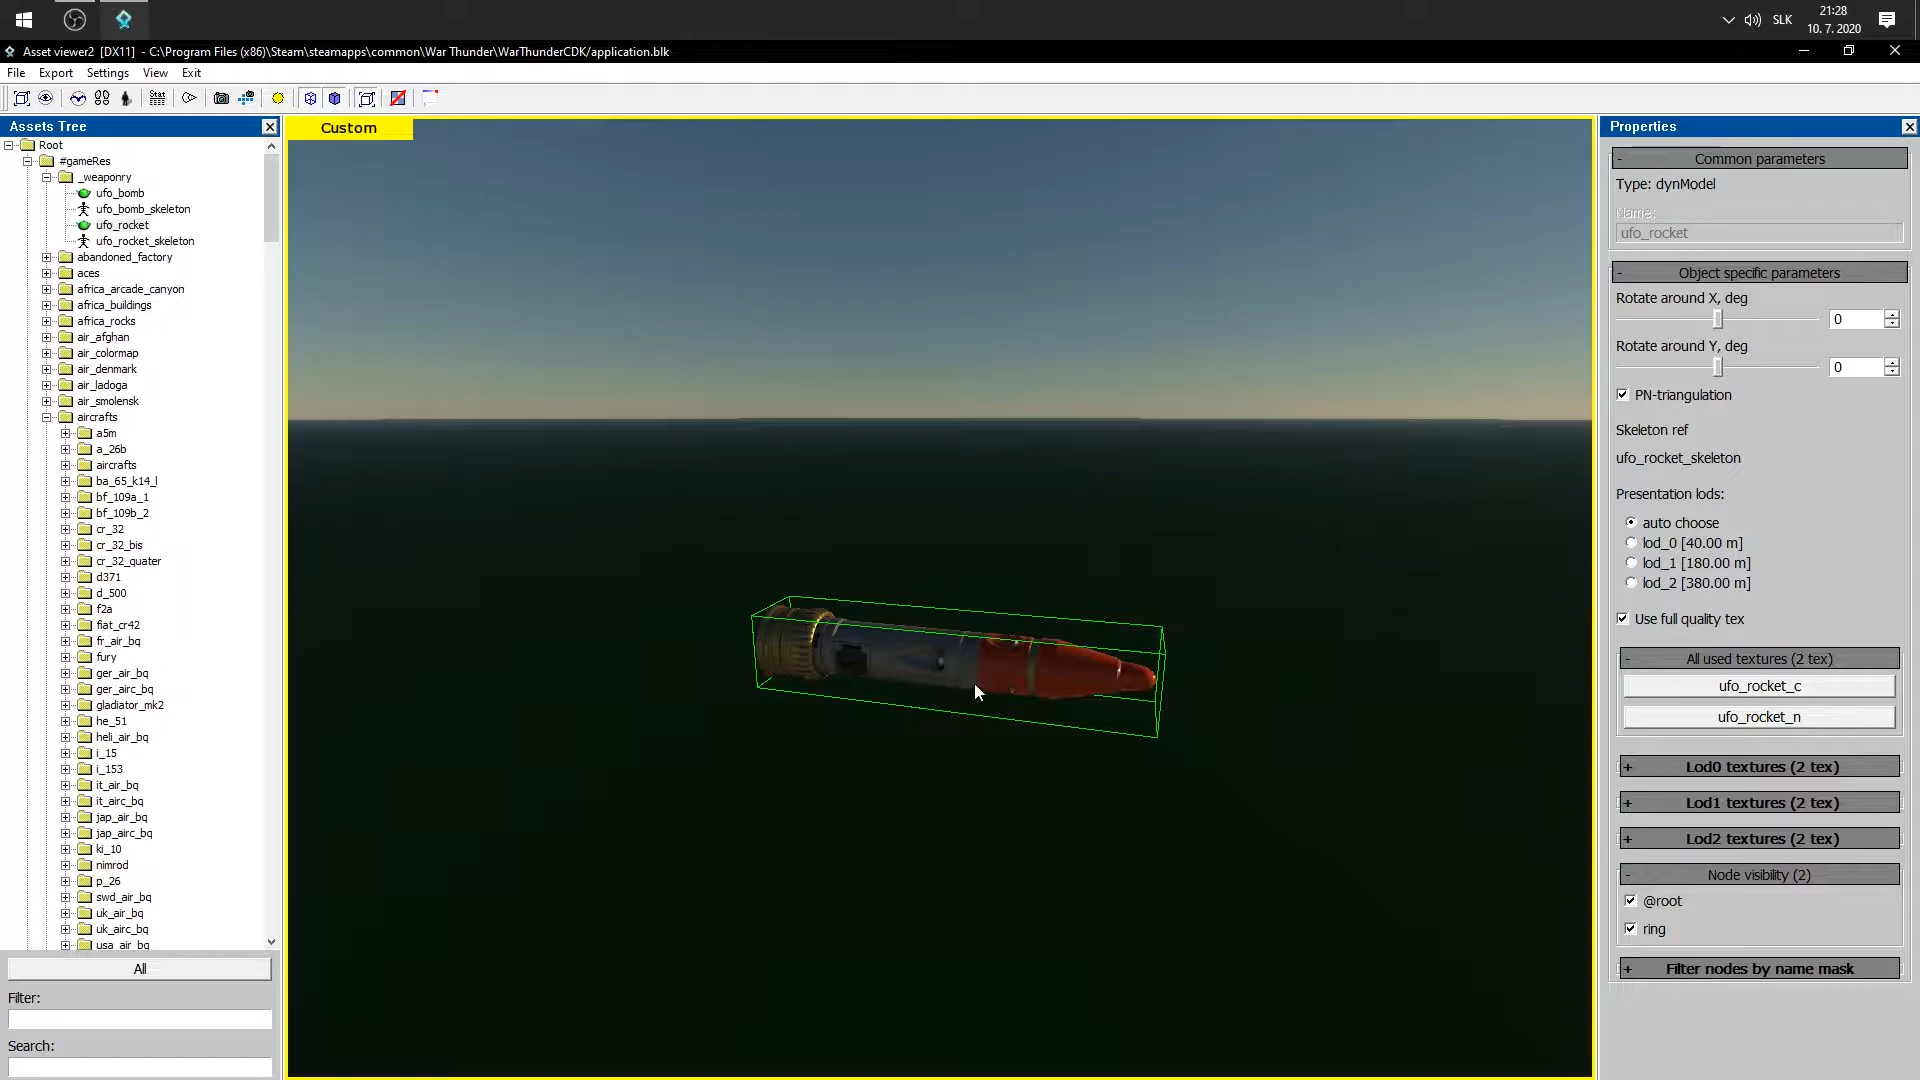 SLK
21:28
10. 7. 2020
Asset viewer2 [DX11] - C:\Program Files (x86)\Steam\steamapps\common\War Thunder\WarThunderCDK/application.blk
File Export Settings View Exit
Stat
Assets Tree
Root
#gameRes
_weaponry
ufo_bomb
ufo_bomb_skeleton
ufo_rocket
ufo_rocket_skeleton
abandoned_factory
aces
africa_arcade_canyon
africa_buildings
africa_rocks
air_afghan
air_colormap
air_denmark
air_ladoga
air_smolensk
aircrafts
a5m
a_26b
aircrafts
ba_65_k14_l
bf_109a_1
bf_109b_2
cr_32
cr_32_bis
cr_32_quater
d371
d_500
f2a
fiat_cr42
fr_air_bq
fury
ger_air_bq
ger_airc_bq
gladiator_mk2
he_51
heli_air_bq
i_15
i_153
it_air_bq
it_airc_bq
jap_air_bq
jap_airc_bq
ki_10
nimrod
p_26
swd_air_bq
uk_air_bq
uk_airc_bq
usa_air_bq
All
Filter:
Search:
Custom
Properties
- Common parameters
Type: dynModel
Name:
ufo_rocket
- Object specific parameters
Rotate around X, deg
0
Rotate around Y, deg
0
PN-triangulation
Skeleton ref
ufo_rocket_skeleton
Presentation lods:
auto choose
lod_0 [40.00 m]
lod_1 [180.00 m]
lod_2 [380.00 m]
Use full quality tex
- All used textures (2 tex)
ufo_rocket_c
ufo_rocket_n
+ Lod0 textures (2 tex)
+ Lod1 textures (2 tex)
+ Lod2 textures (2 tex)
- Node visibility (2)
@root
ring
+ Filter nodes by name mask